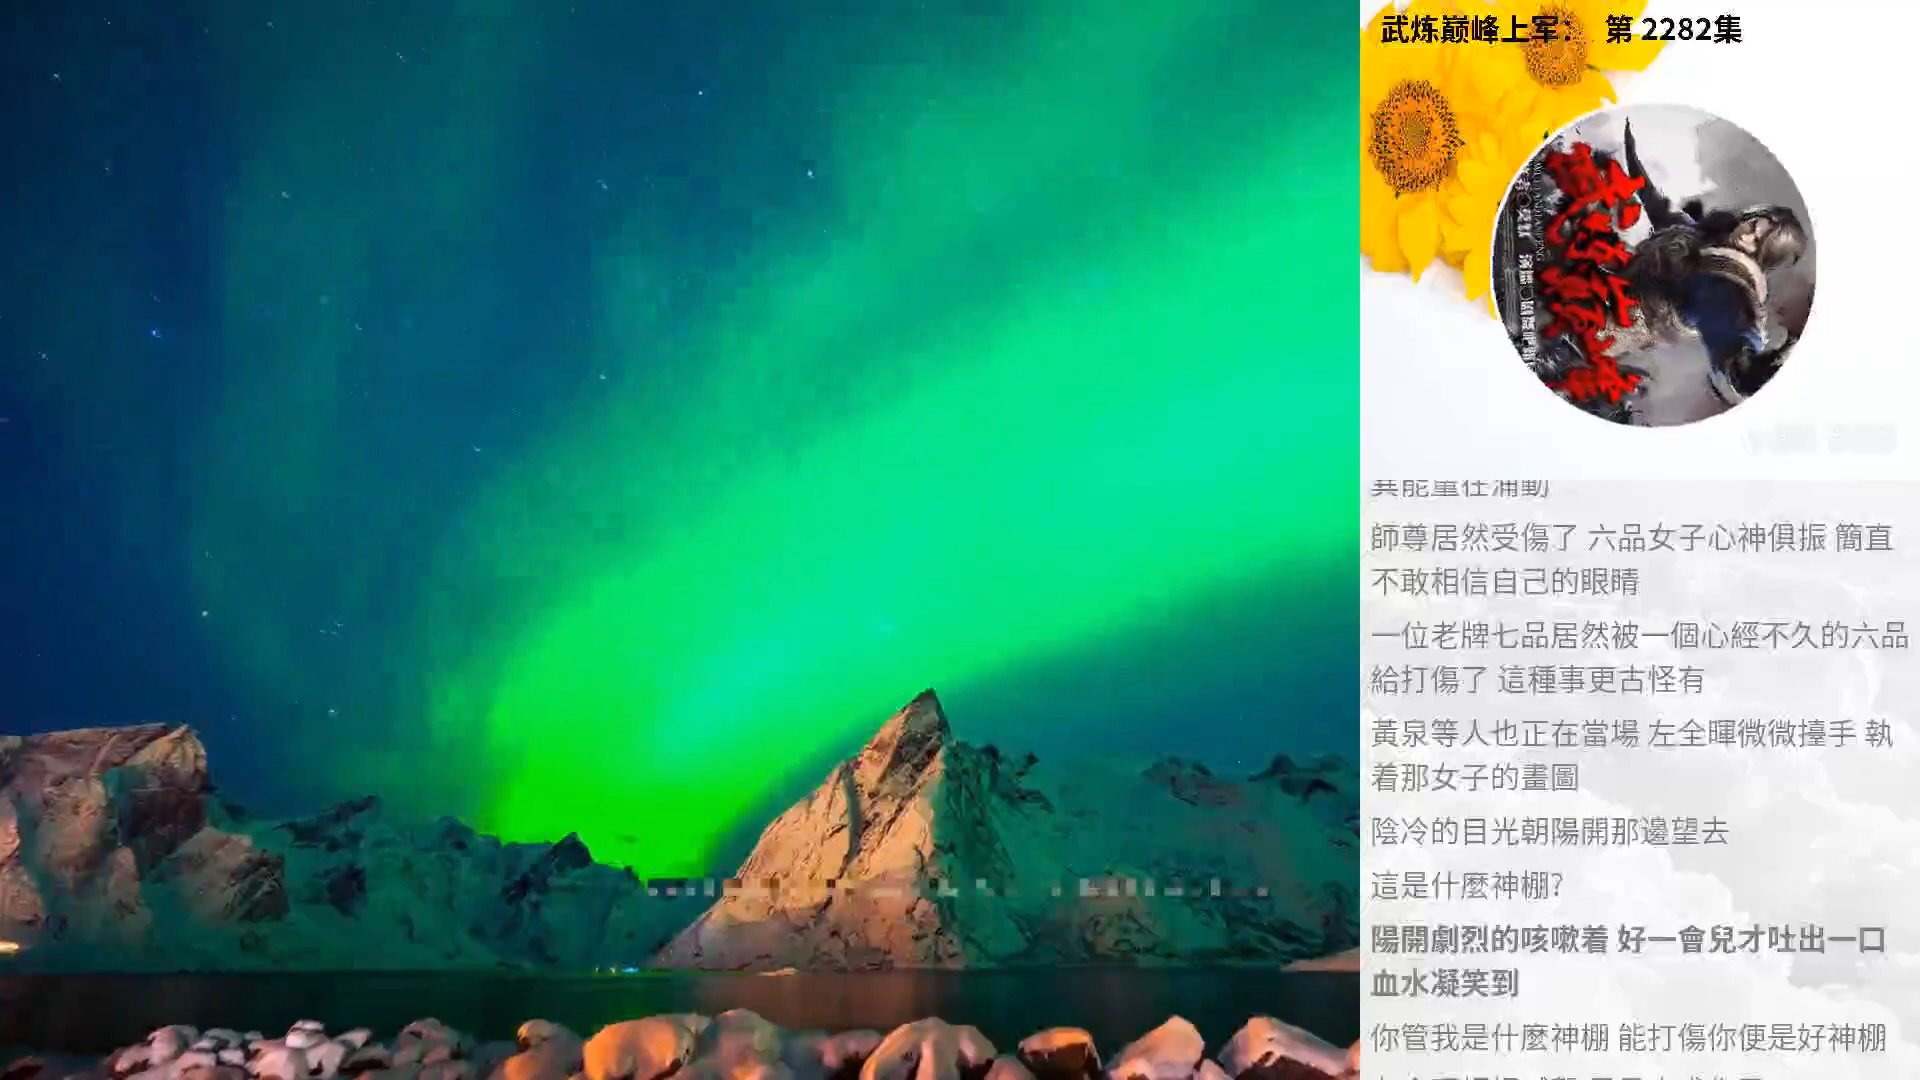 武炼巅峰上军： 第 2282集
異能量在涌動
師尊居然受傷了 六品女子心神俱振 簡直
不敢相信自己的眼睛
一位老牌七品居然被一個心經不久的六品
給打傷了 這種事更古怪有
黃泉等人也正在當場 左全暉微微擡手 執
着那女子的畫圖
陰冷的目光朝陽開那邊望去
這是什麼神棚?
陽開劇烈的咳嗽着 好一會兒才吐出一口
血水凝笑到
你管我是什麼神棚 能打傷你便是好神棚